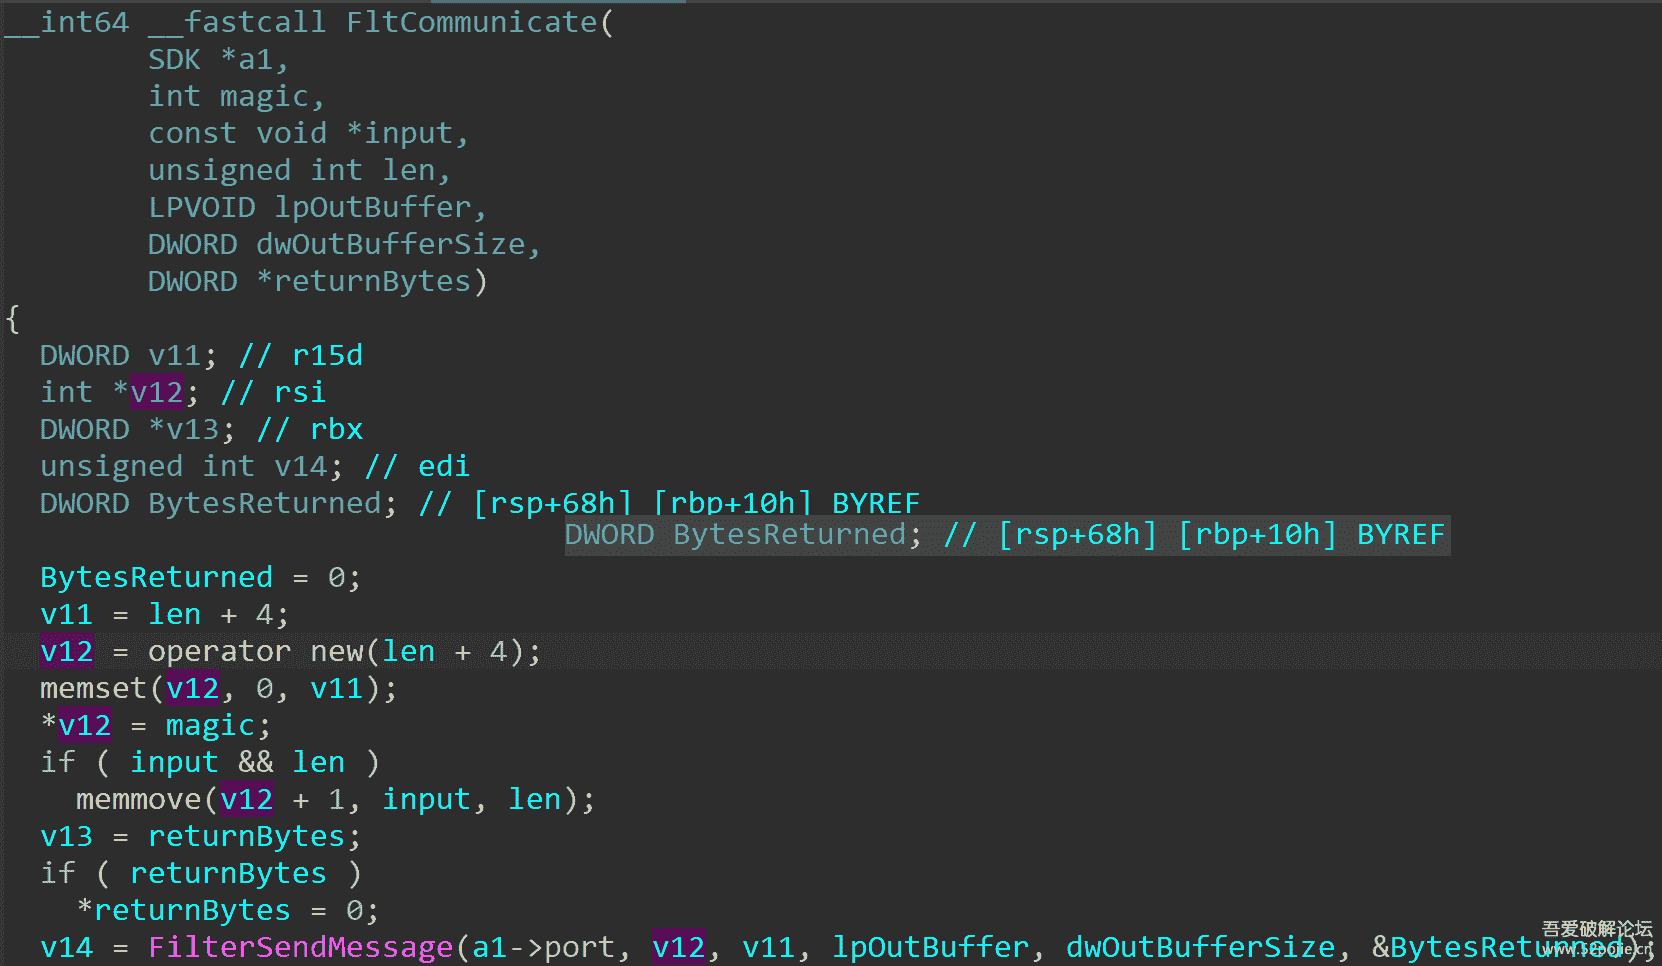 __int64 __fastcall FltCommunicate(
SDK *a1,
int magic,
const void *input,
unsigned int len,
LPVOID lpOutBuffer,
DWORD dwOutBufferSize,
DWORD *returnBytes)
{
DWORD v11; // r15d
int *v12; // rsi
DWORD *v13; // rbx
unsigned int v14; // edi
DWORD BytesReturned; // [rsp+68h] [rbp+10h] BYREF
DWORD BytesReturned; // [rsp+68h] [rbp+10h] BYREF
BytesReturned = 0;
v11 = len + 4;
v12 = operator new(len + 4);
memset(v12, 0, v11);
*v12 = magic;
if ( input && len )
memmove(v12 + 1, input, len);
v13 = returnBytes;
if ( returnBytes )
*returnBytes = 0;
v14 = FilterSendMessage(a1->port, v12, v11, lpOutBuffer, dwOutBufferSize, &BytesReturned);
吾爱破解论坛
www.52pojie.cn